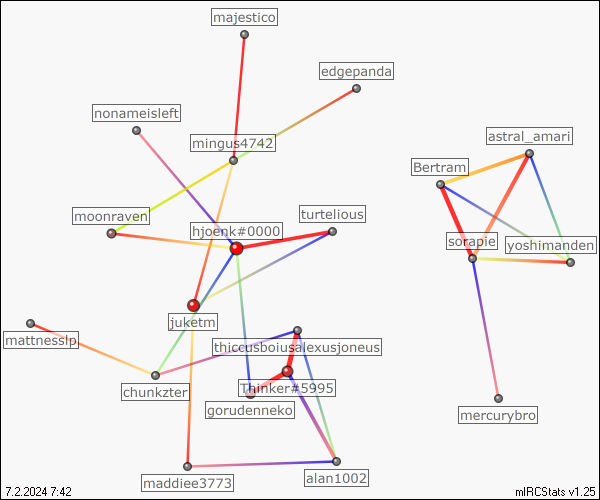 majestico
edgepanda
nonameisleft
mingus4742
astral_amari
Bertram
moonraven
hjoenk#0000
turtelious
sorapie
yoshimanden
juketm
mattnesslp
thiccusboiusalexusjoneus
chunkzter
Thinker#5995
gorudenneko
mercurybro
maddiee3773
alan1002
7.2.2024 7:42
mIRCStats v1.25